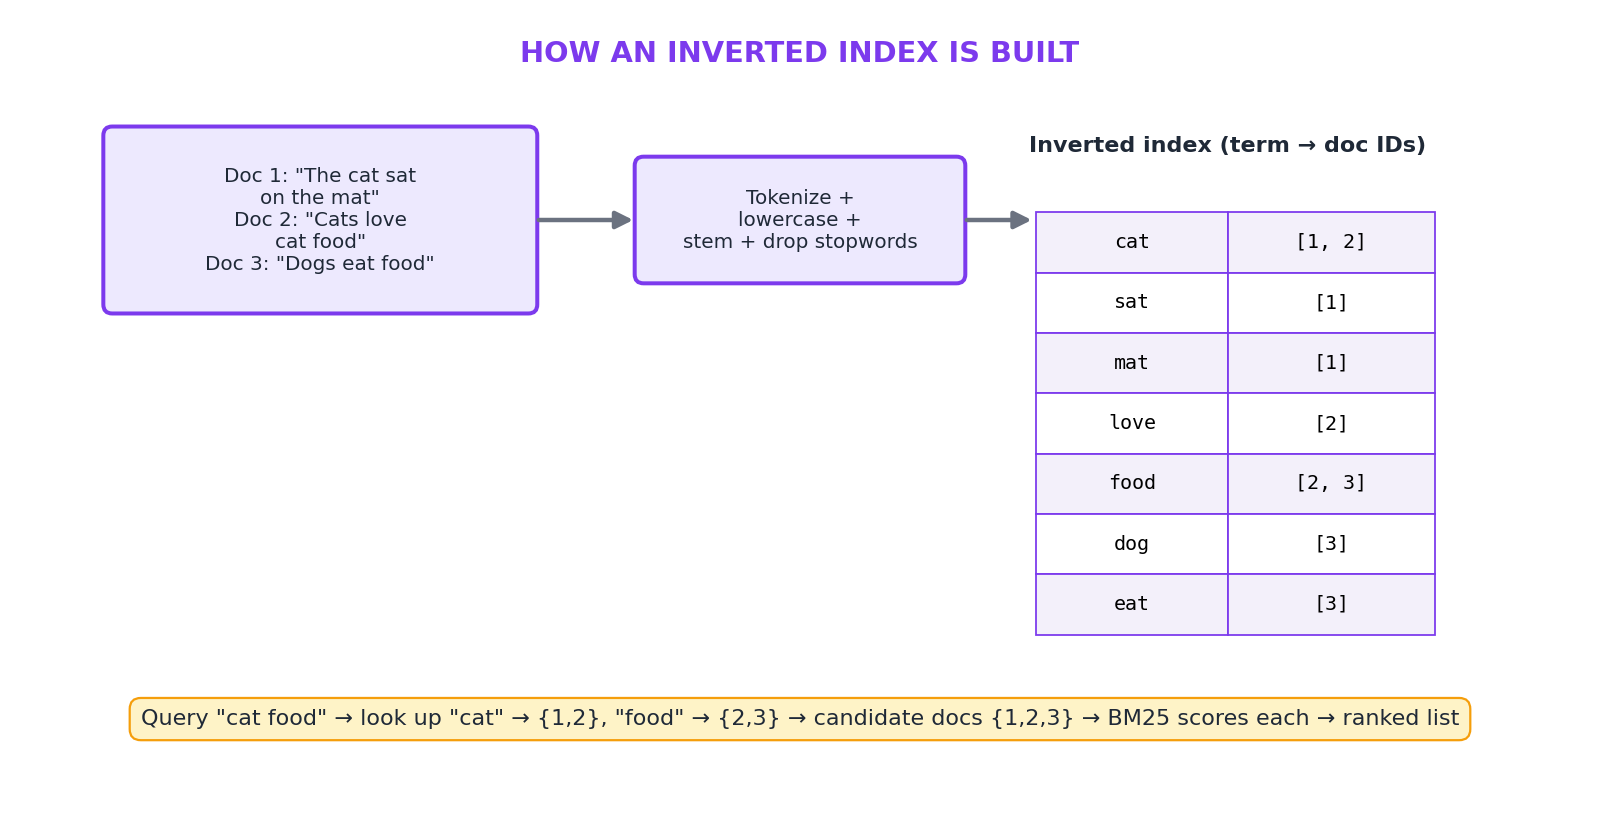 HOW AN INVERTED INDEX IS BUILT
Doc 1: "The cat sat
on the mat"
Doc 2: "Cats love
cat food"
Doc 3: "Dogs eat food"
Tokenize +
lowercase +
stem + drop stopwords
Inverted index (term → doc IDs)
cat [1, 2]
sat [1]
mat [1]
love [2]
food [2, 3]
dog [3]
eat [3]
Query "cat food" → look up "cat" → {1,2}, "food" → {2,3} → candidate docs {1,2,3} → BM25 scores each → ranked list